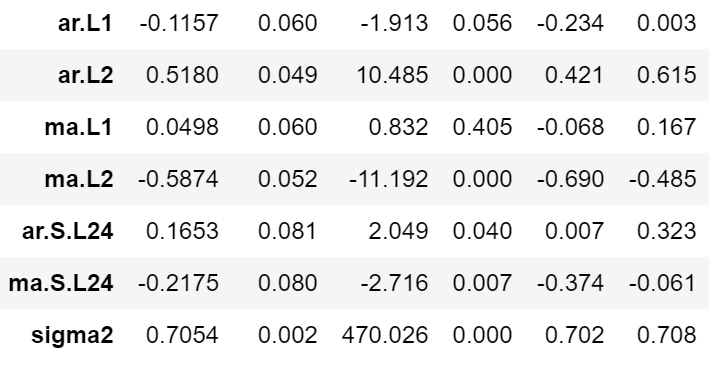 ar.L1 -0.1157 0.060 -1.913 0.056 -0.234 0.003
ar.L2 0.5180 0.049 10.485 0.000 0.421 0.615
ma.L1 0.0498 0.060 0.832 0.405 -0.068 0.167
ma.L2 -0.5874 0.052 -11.192 0.000 -0.690 -0.485
ar.S.L24 0.1653 0.081 2.049 0.040 0.007 0.323
ma.S.L24 -0.2175 0.080 -2.716 0.007 -0.374 -0.061
sigma2 0.7054 0.002 470.026 0.000 0.702 0.708